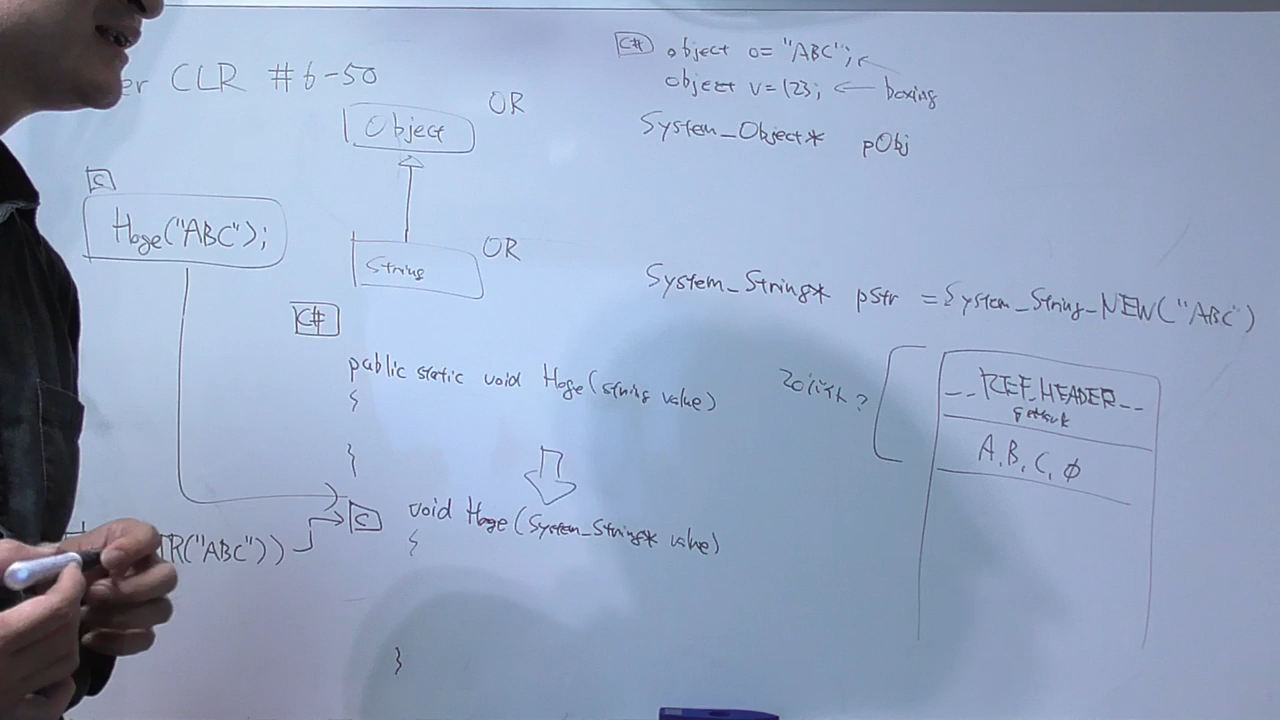 er CLR #6-50
Object
OR
String
OR
C
Hoge("ABC");
C#
public static void Hoge(string value)
{
}
TR("ABC"))
C
void Hoge(System_String* value)
{
}
C# object o = "ABC";
object v = 123; ← boxing
System_Object* pObj
System_String* pStr = System_String_NEW("ABC")
__REF_HEADER__
A, B, C, φ